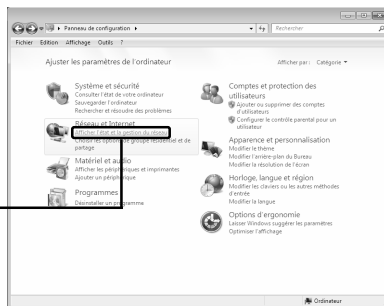 Panneau de configuration
Rechercher
Fichier Edition Affichage Outils ?
Ajuster les paramètres de l'ordinateur
Afficher par : Catégorie
Système et sécurité
Consulter l'état de votre ordinateur
Sauvegarder l'ordinateur
Rechercher et résoudre des problèmes
Réseau et Internet
Afficher l'état et la gestion du réseau
Choisir les options de groupe résidentiel et de
partage
Matériel et audio
Afficher les périphériques et imprimantes
Ajouter un périphérique
Programmes
Désinstaller un programme
Comptes et protection des
utilisateurs
Ajouter ou supprimer des comptes
d'utilisateurs
Configurer le contrôle parental pour un
utilisateur
Apparence et personnalisation
Modifier le thème
Modifier l'arrière-plan du Bureau
Modifier la résolution de l'écran
Horloge, langue et région
Modifier les claviers ou les autres méthodes
d'entrée
Modifier la langue
Options d'ergonomie
Laisser Windows suggérer les paramètres
Optimiser l'affichage
Ordinateur